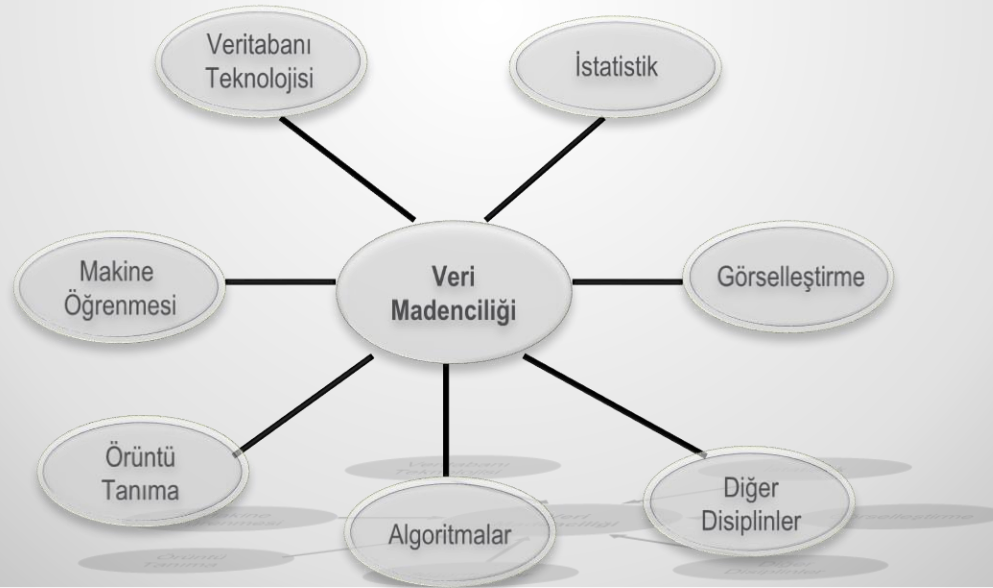 Veritabanı
Teknolojisi
İstatistik
Makine
Öğrenmesi
Veri
Madenciliği
Görselleştirme
Örüntü
Tanıma
Algoritmalar
Diğer
Disiplinler